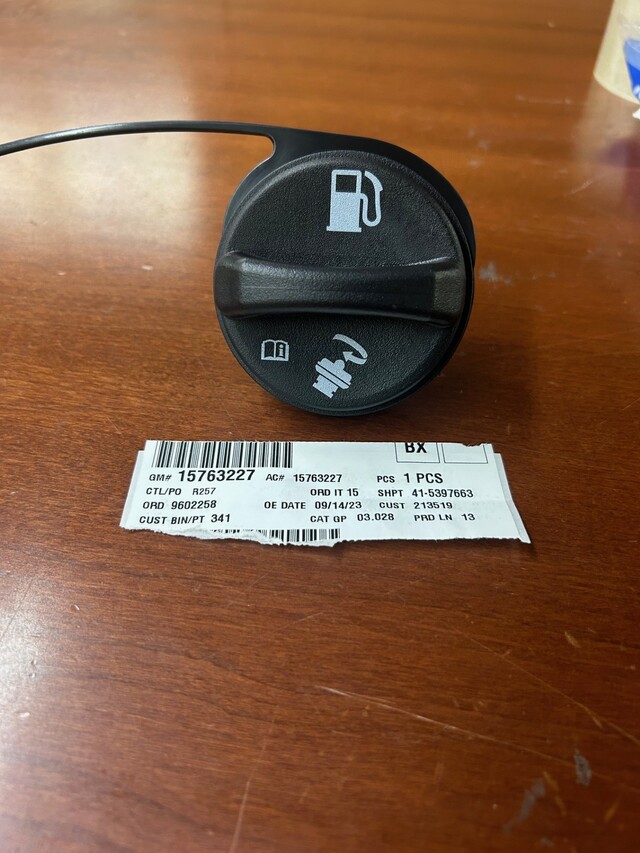 BX
GM# 15763227 AC# 15763227 PCS 1 PCS
CTL/PO R257 ORD IT 15 SHPT 41-5397663
ORD 9602258 OE DATE 09/14/23 CUST 213519
CUST BIN/PT 341 CAT GP 03.028 PRD LN 13